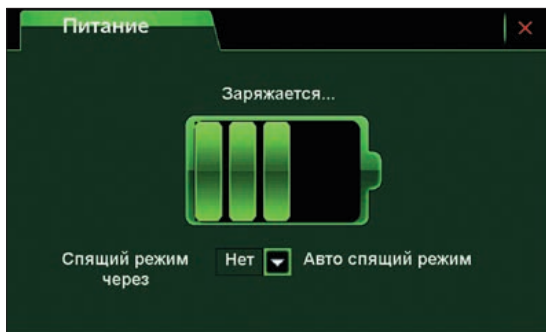 Питание
Заряжается...
Спящий режим Нет Авто спящий режим
через